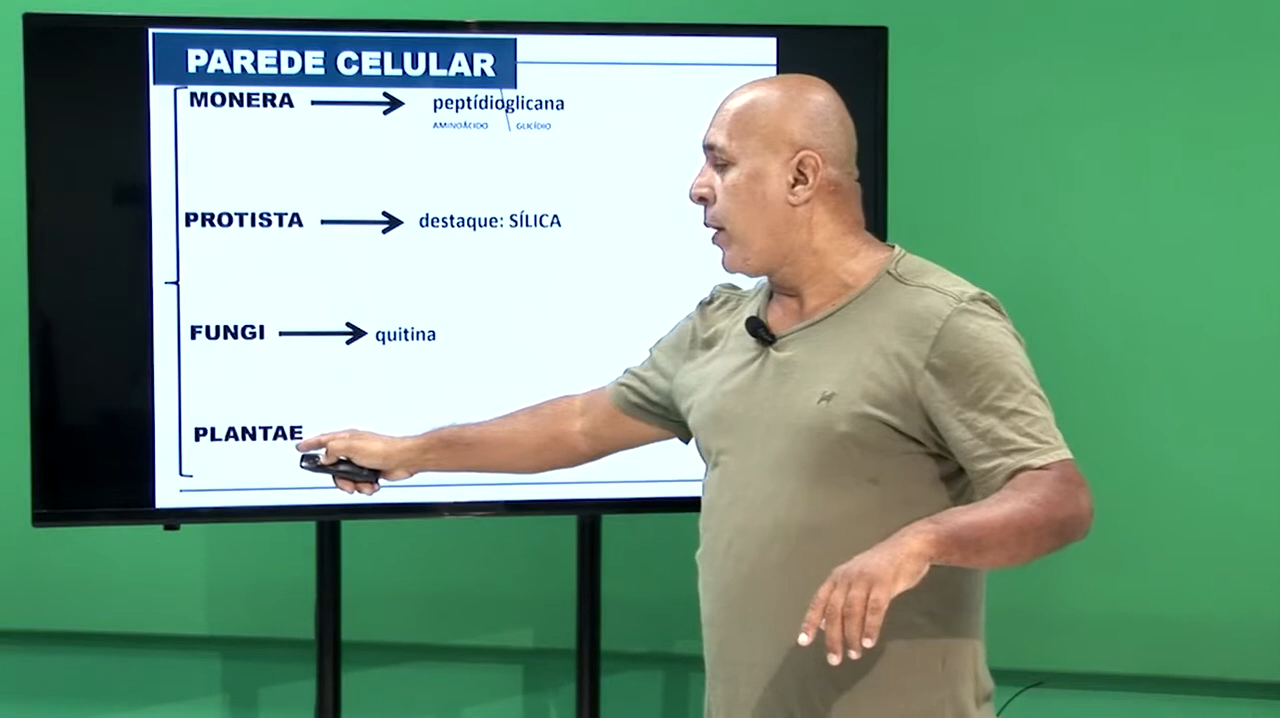 PAREDE CELULAR
MONERA peptídioglicana
AMINOÁCIDO GLICÍDIO
PROTISTA destaque: SÍLICA
FUNGI quitina
PLANTAE